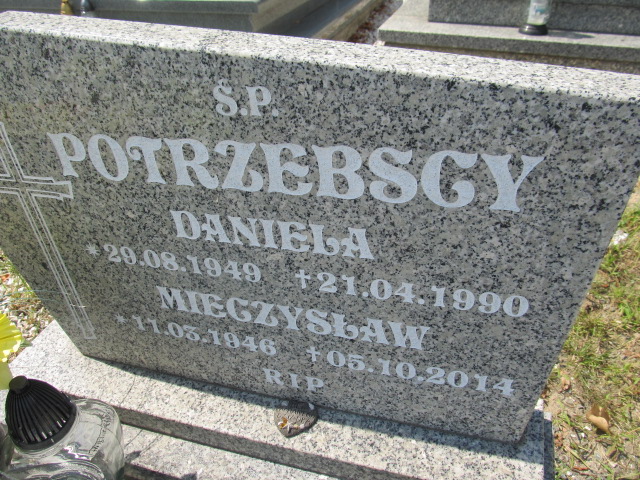 Ś.P.
POTRZEBSCY
DANIELA
*29.08.1949 †21.04.1990
MIECZYSŁAW
*11.03.1946 †05.10.2014
RIP